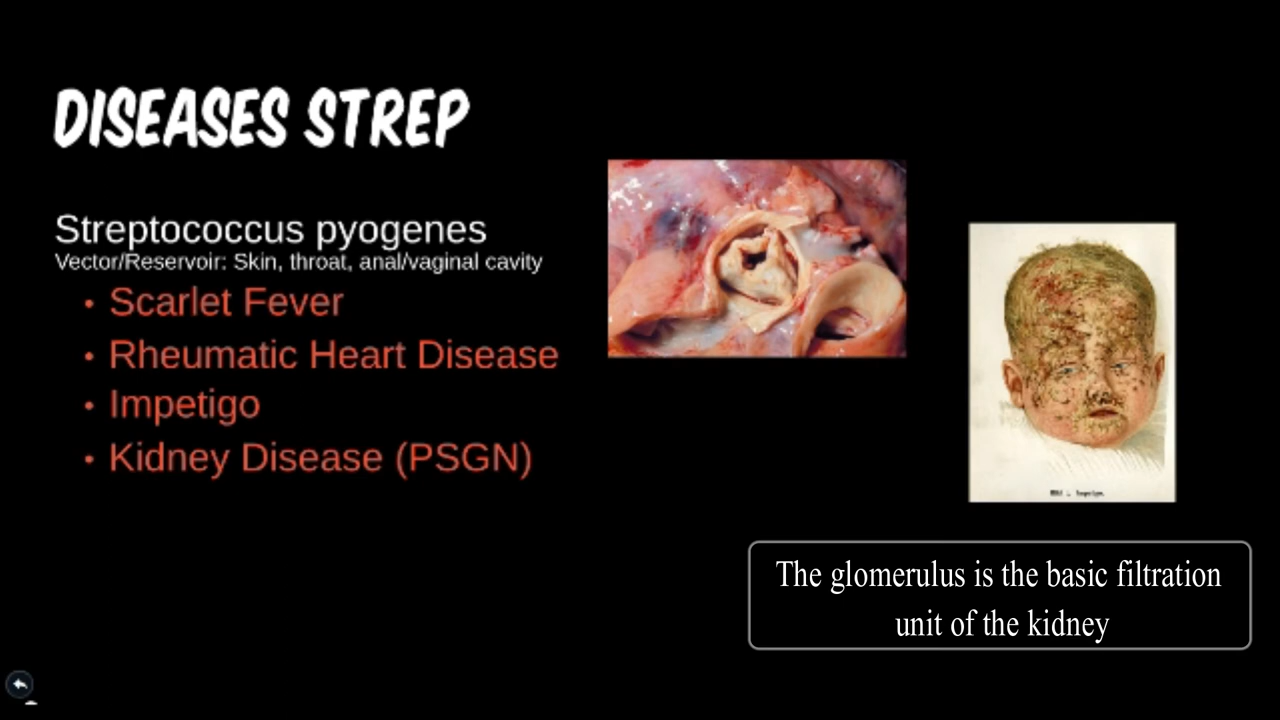 DISEASES STREP
Streptococcus pyogenes
Vector/Reservoir: Skin, throat, anal/vaginal cavity
• Scarlet Fever
• Rheumatic Heart Disease
• Impetigo
• Kidney Disease (PSGN)
The glomerulus is the basic filtration
unit of the kidney